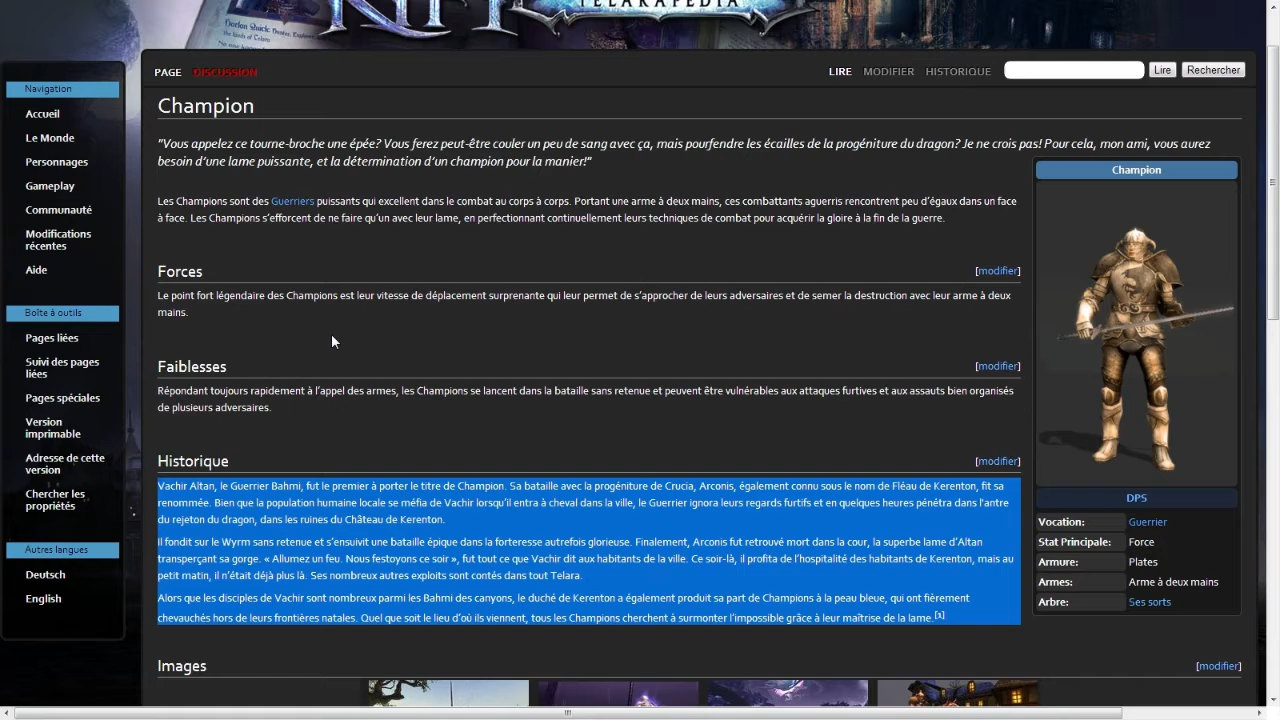 TELARAPEDIA
PAGE DISCUSSION LIRE MODIFIER HISTORIQUE Lire Rechercher
Navigation
Accueil
Le Monde
Personnages
Gameplay
Communauté
Modifications
récentes
Aide
Boîte à outils
Pages liées
Suivi des pages
liées
Pages spéciales
Version
imprimable
Adresse de cette
version
Chercher les
propriétés
Autres langues
Deutsch
English
Champion
"Vous appelez ce tourne-broche une épée? Vous ferez peut-être couler un peu de sang avec ça, mais pourfendre les écailles de la progéniture du dragon? Je ne crois pas! Pour cela, mon ami, vous aurez
besoin d'une lame puissante, et la détermination d'un champion pour la manier!"
Les Champions sont des Guerriers puissants qui excellent dans le combat au corps à corps. Portant une arme à deux mains, ces combattants aguerris rencontrent peu d'égaux dans un face
à face. Les Champions s'efforcent de ne faire qu'un avec leur lame, en perfectionnant continuellement leurs techniques de combat pour acquérir la gloire à la fin de la guerre.
Forces [modifier]
Le point fort légendaire des Champions est leur vitesse de déplacement surprenante qui leur permet de s'approcher de leurs adversaires et de semer la destruction avec leur arme à deux
mains.
Faiblesses [modifier]
Répondant toujours rapidement à l'appel des armes, les Champions se lancent dans la bataille sans retenue et peuvent être vulnérables aux attaques furtives et aux assauts bien organisés
de plusieurs adversaires.
Historique [modifier]
Vachir Altan, le Guerrier Bahmi, fut le premier à porter le titre de Champion. Sa bataille avec la progéniture de Crucia, Arconis, également connu sous le nom de Fléau de Kerenton, fit sa
renommée. Bien que la population humaine locale se méfia de Vachir lorsqu'il entra à cheval dans la ville, le Guerrier ignora leurs regards furtifs et en quelques heures pénétra dans l'antre
du rejeton du dragon, dans les ruines du Château de Kerenton.
Il fondit sur le Wyrm sans retenue et s'ensuivit une bataille épique dans la forteresse autrefois glorieuse. Finalement, Arconis fut retrouvé mort dans la cour, la superbe lame d'Altan
transperçant sa gorge. « Allumez un feu. Nous festoyons ce soir », fut tout ce que Vachir dit aux habitants de la ville. Ce soir-là, il profita de l'hospitalité des habitants de Kerenton, mais au
petit matin, il n'était déjà plus là. Ses nombreux autres exploits sont contés dans tout Telara.
Alors que les disciples de Vachir sont nombreux parmi les Bahmi des canyons, le duché de Kerenton a également produit sa part de Champions à la peau bleue, qui ont fièrement
chevauchés hors de leurs frontières natales. Quel que soit le lieu d'où ils viennent, tous les Champions cherchent à surmonter l'impossible grâce à leur maîtrise de la lame.[1]
Images [modifier]
Champion
DPS
Vocation: Guerrier
Stat Principale: Force
Armure: Plates
Armes: Arme à deux mains
Arbre: Ses sorts